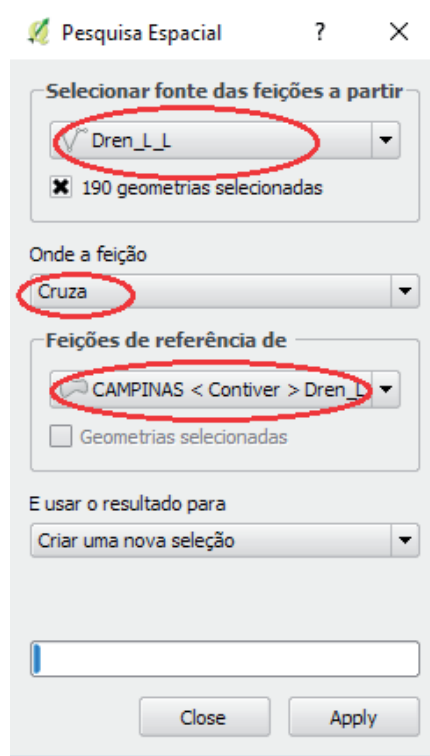 Pesquisa Espacial ? ×
Selecionar fonte das feições a partir
Dren_L_L
190 geometrias selecionadas
Onde a feição
Cruza
Feições de referência de
CAMPINAS < Contiver > Dren_L
Geometrias selecionadas
E usar o resultado para
Criar uma nova seleção
Close Apply